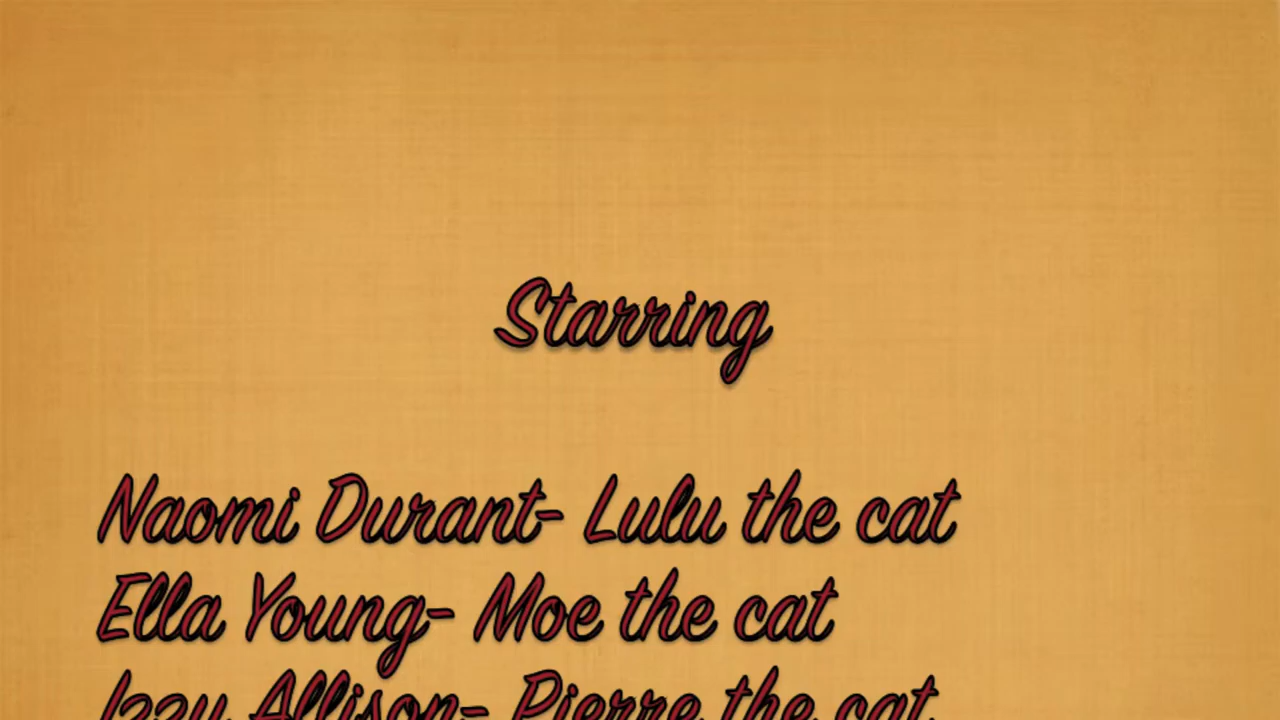 Starring
Naomi Durant- Lulu the cat
Ella Young- Moe the cat
Izzy Allison- Pierre the cat